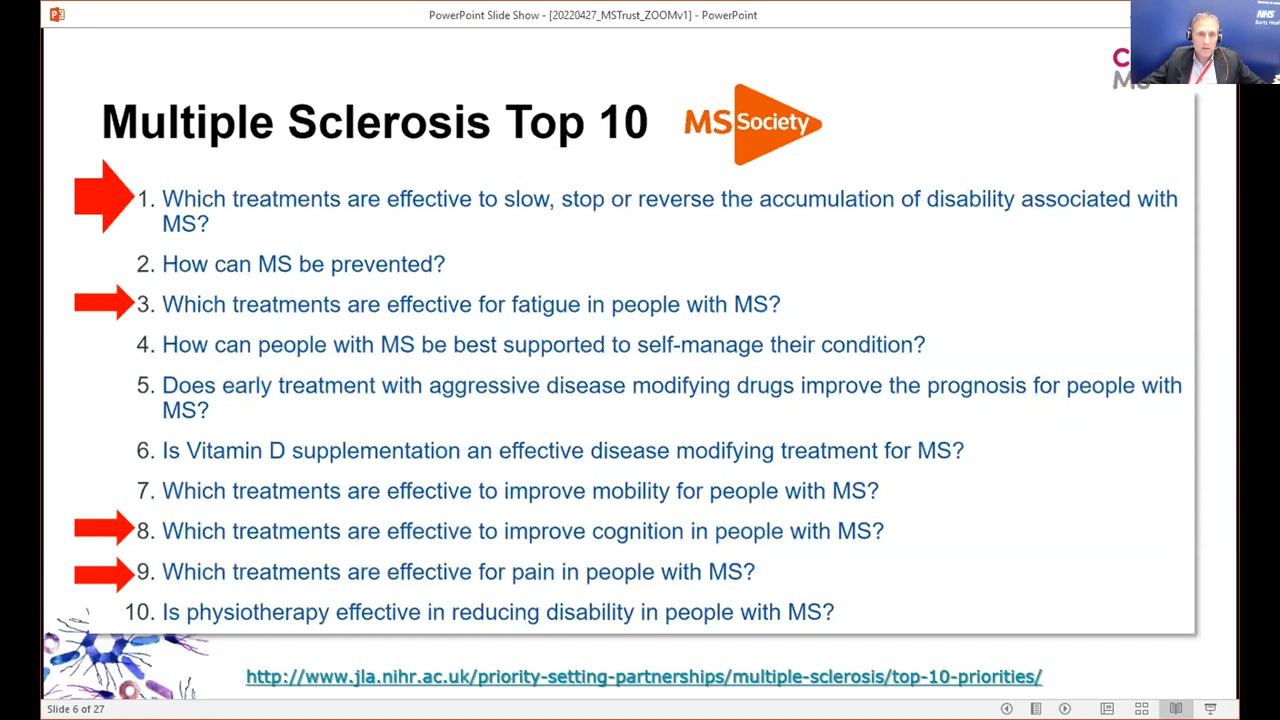 PowerPoint Slide Show - [20220427_MSTrust_ZOOMv1] - PowerPoint
NHS
Multiple Sclerosis Top 10
MS Society
1. Which treatments are effective to slow, stop or reverse the accumulation of disability associated with
MS?
2. How can MS be prevented?
3. Which treatments are effective for fatigue in people with MS?
4. How can people with MS be best supported to self-manage their condition?
5. Does early treatment with aggressive disease modifying drugs improve the prognosis for people with
MS?
6. Is Vitamin D supplementation an effective disease modifying treatment for MS?
7. Which treatments are effective to improve mobility for people with MS?
8. Which treatments are effective to improve cognition in people with MS?
9. Which treatments are effective for pain in people with MS?
10. Is physiotherapy effective in reducing disability in people with MS?
http://www.jla.nihr.ac.uk/priority-setting-partnerships/multiple-sclerosis/top-10-priorities/
Slide 6 of 27